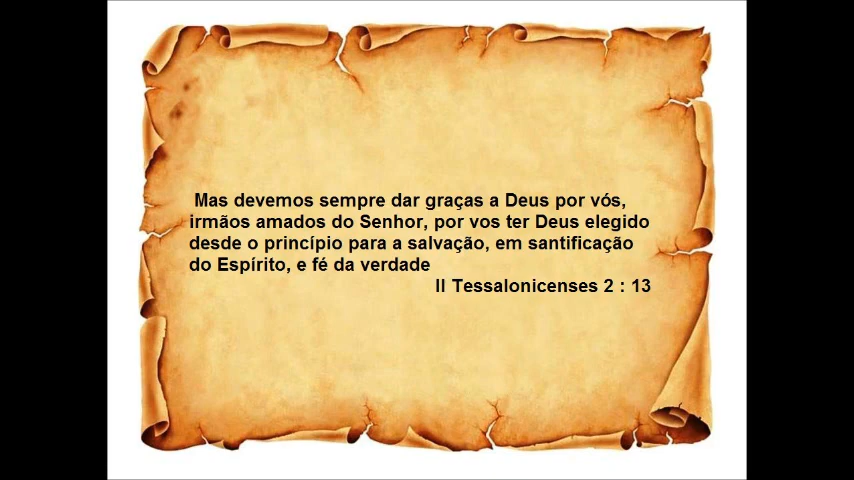 Mas devemos sempre dar graças a Deus por vós,
irmãos amados do Senhor, por vos ter Deus elegido
desde o princípio para a salvação, em santificação
do Espírito, e fé da verdade
II Tessalonicenses 2 : 13